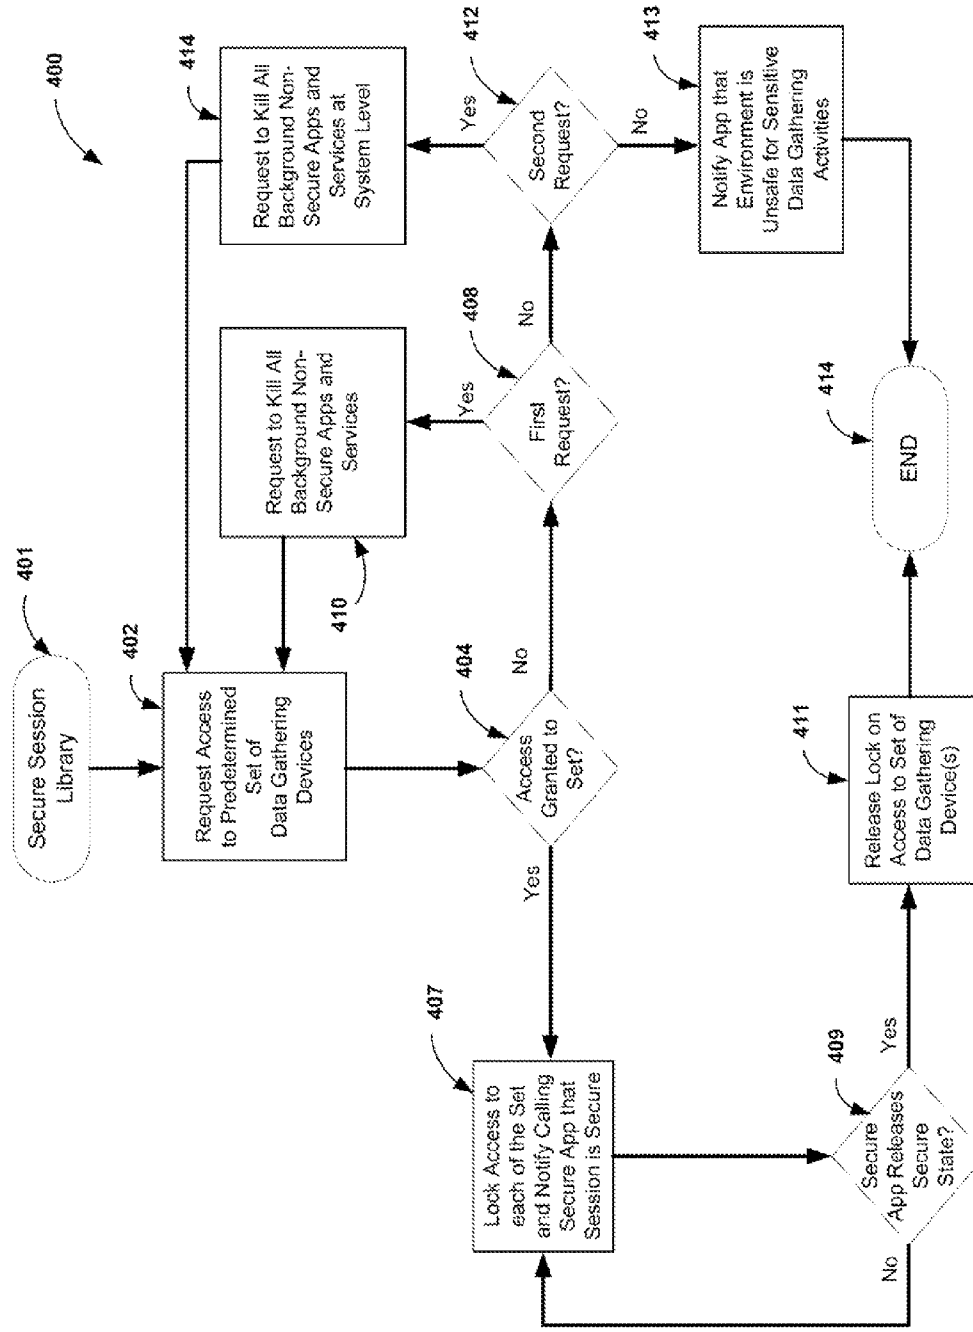 400
401
Secure Session
Library
402
Request Access
to Predetermined
Set of
Data Gathering
Devices
404
Access
Granted to
Set?
Yes
No
407
Lock Access to
each of the Set
and Notify Calling
Secure App that
Session is Secure
408
First
Request?
Yes
No
410
Request to Kill All
Background Non-
Secure Apps and
Services
412
Second
Request?
Yes
No
414
Request to Kill All
Background Non-
Secure Apps and
Services at
System Level
413
Notify App that
Environment is
Unsafe for Sensitive
Data Gathering
Activities
409
Secure
App Releases
Secure
State?
No
Yes
411
Release Lock on
Access to Set of
Data Gathering
Device(s)
414
END